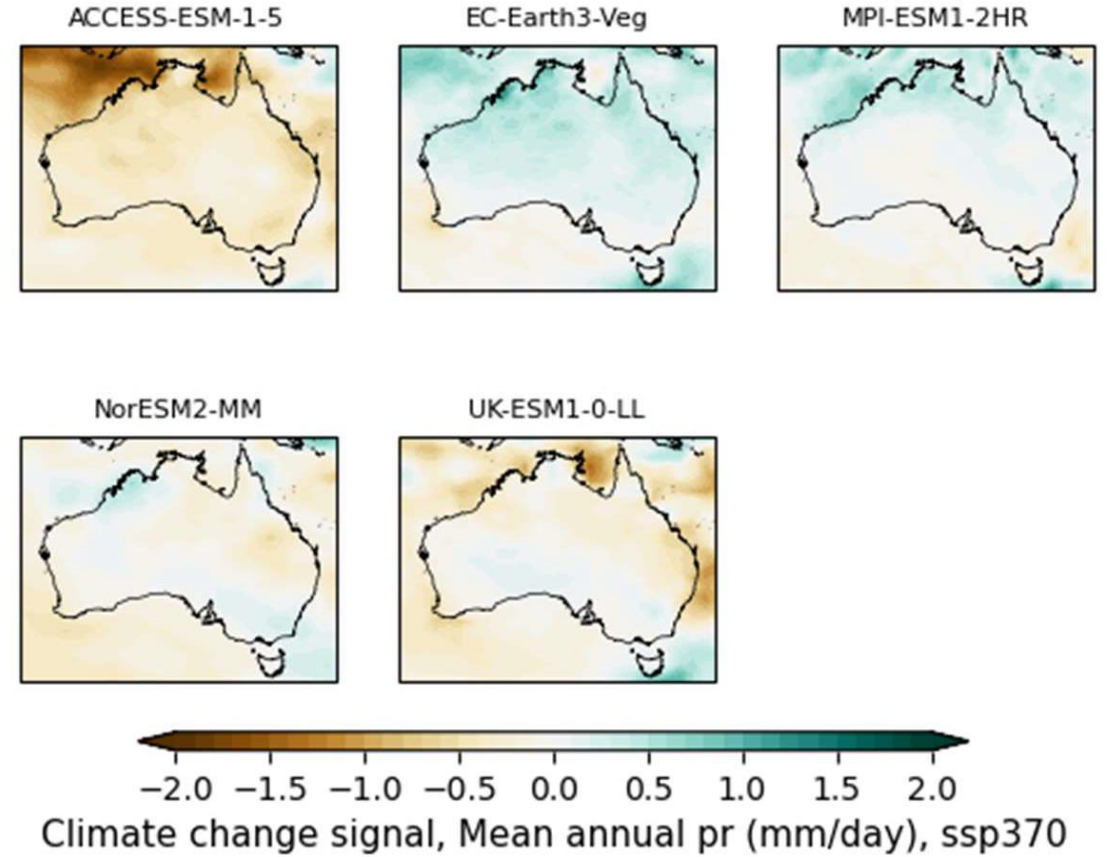 ACCESS-ESM-1-5 EC-Earth3-Veg MPI-ESM1-2HR
NorESM2-MM UK-ESM1-0-LL
−2.0 −1.5 −1.0 −0.5 0.0 0.5 1.0 1.5 2.0
Climate change signal, Mean annual pr (mm/day), ssp370